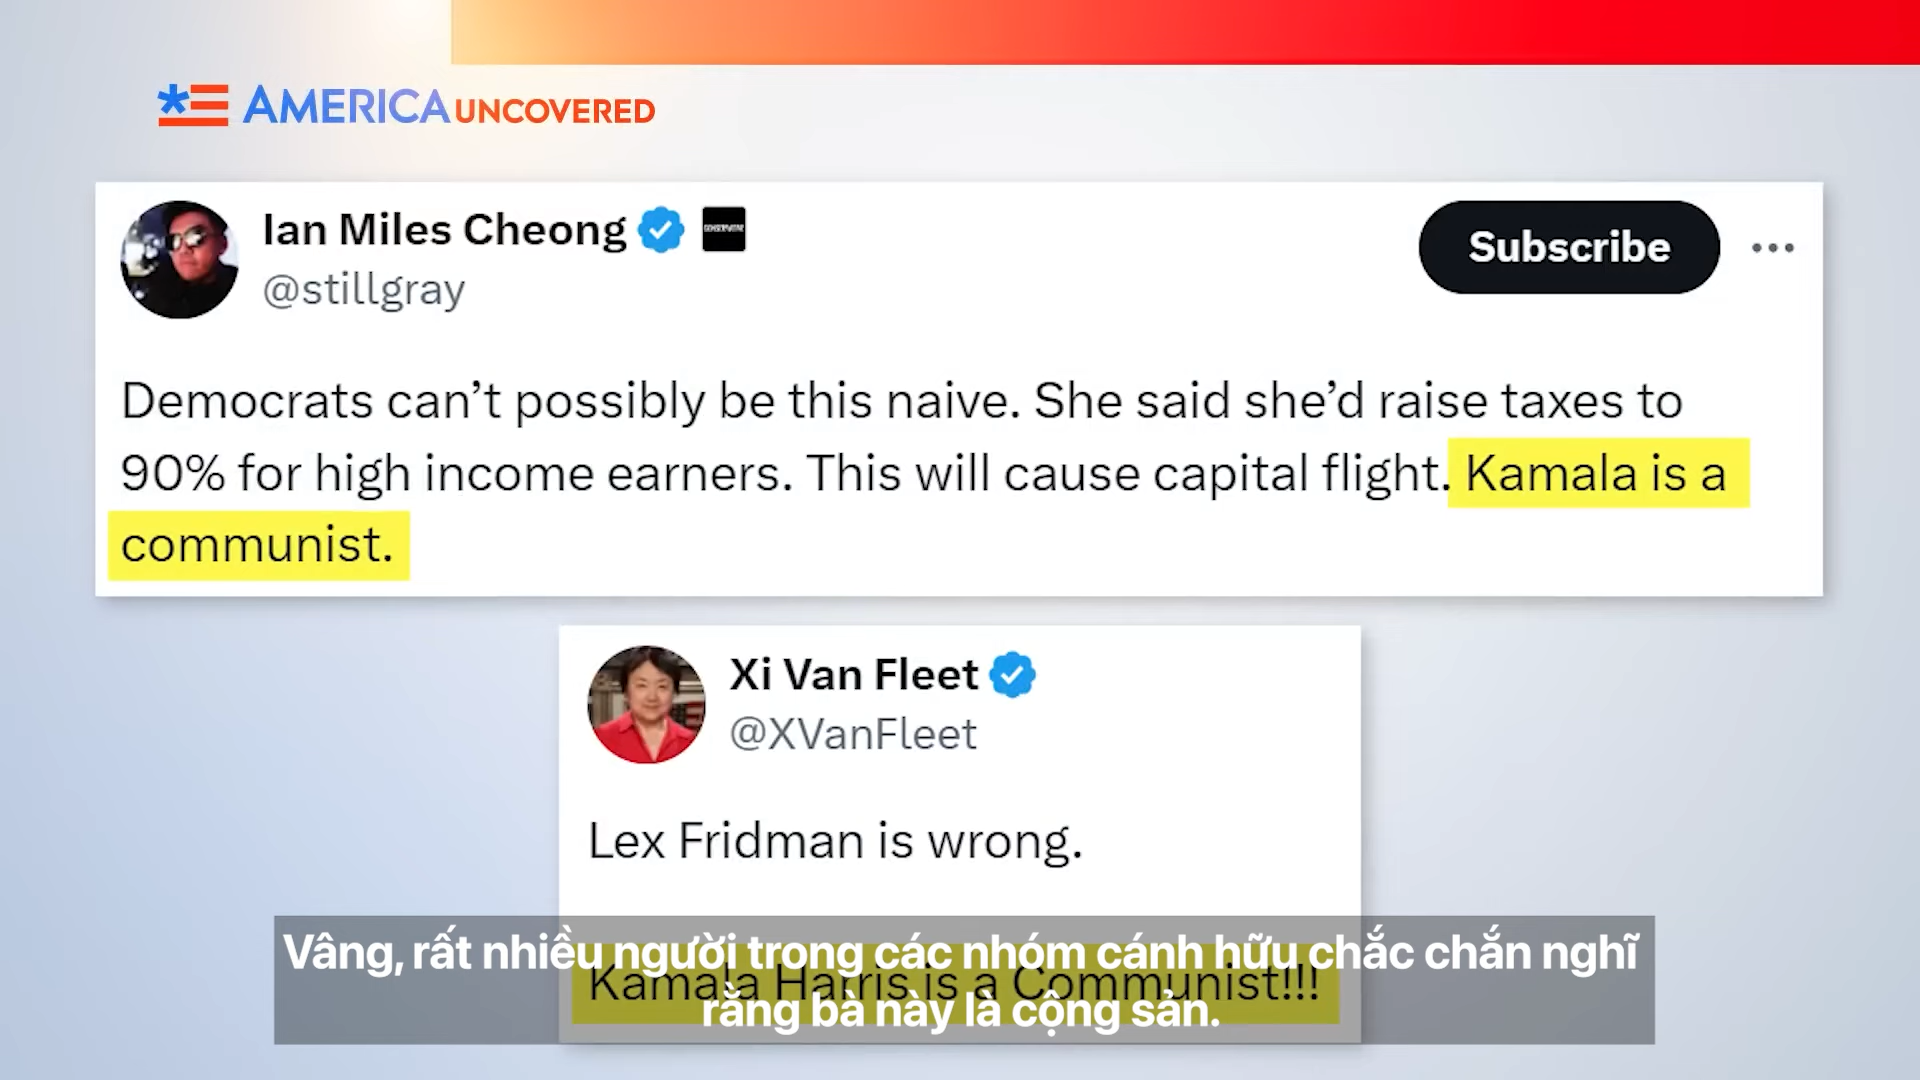 AMERICA UNCOVERED
Ian Miles Cheong
@stillgray
Subscribe
Democrats can’t possibly be this naive. She said she’d raise taxes to
90% for high income earners. This will cause capital flight. Kamala is a
communist.
Xi Van Fleet
@XVanFleet
Lex Fridman is wrong.
Kamala Harris is a Communist!!!
Vâng, rất nhiều người trong các nhóm cánh hữu chắc chắn nghĩ
rằng bà này là cộng sản.